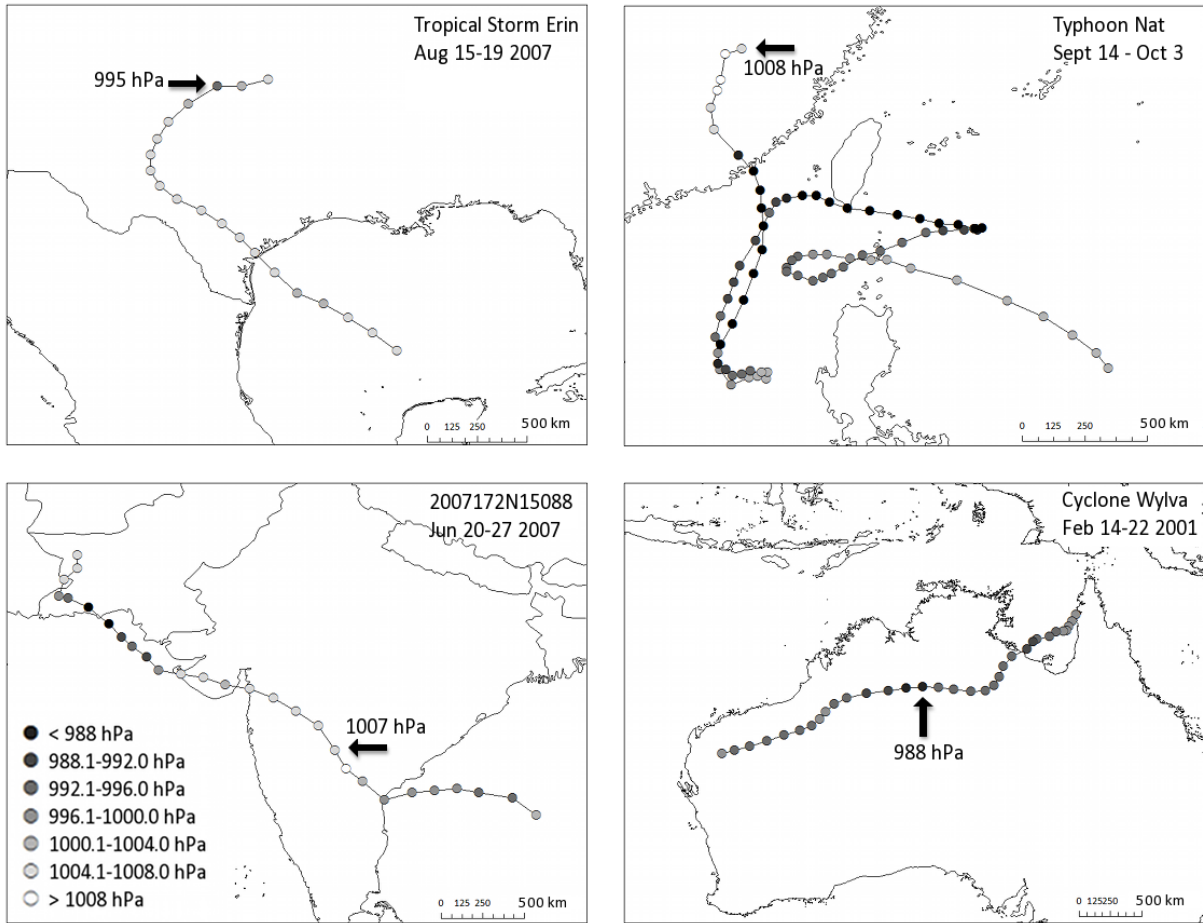 Tropical Storm Erin
Aug 15-19 2007
995 hPa
0 125 250 500 km
Typhoon Nat
Sept 14 - Oct 3
1008 hPa
0 125 250 500 km
2007172N15088
Jun 20-27 2007
1007 hPa
< 988 hPa
988.1-992.0 hPa
992.1-996.0 hPa
996.1-1000.0 hPa
1000.1-1004.0 hPa
1004.1-1008.0 hPa
> 1008 hPa
0 125 250 500 km
Cyclone Wylva
Feb 14-22 2001
988 hPa
0 125250 500 km